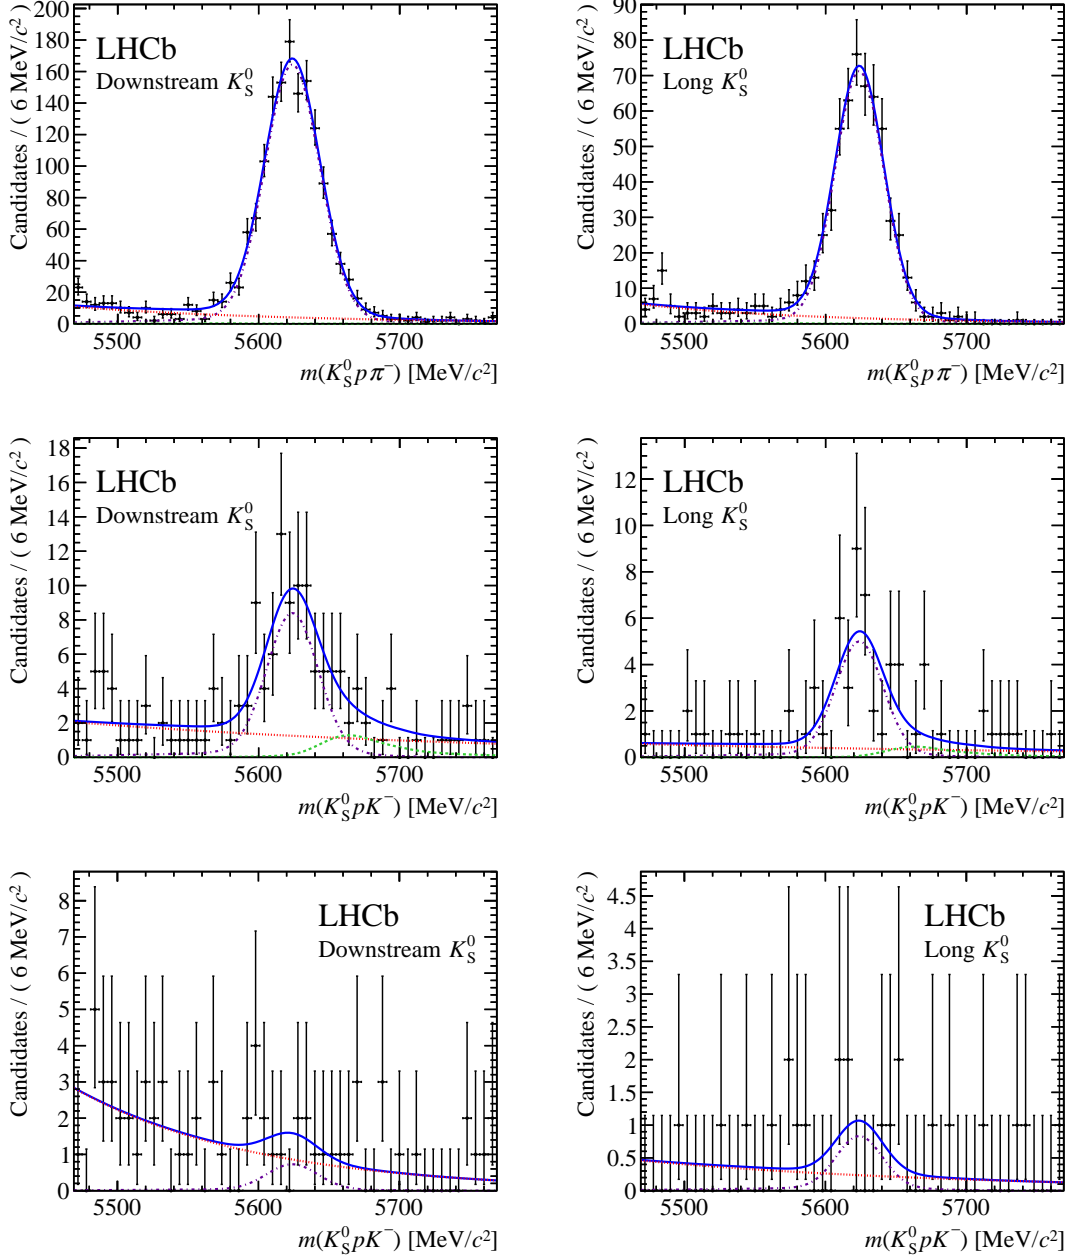 Candidates / ( 6 MeV/c² )
200
180
160
140
120
100
80
60
40
20
0
LHCb
Downstream K⁰S
5500 5600 5700
m(K⁰S p π⁻) [MeV/c²]
Candidates / ( 6 MeV/c² )
90
80
70
60
50
40
30
20
10
0
LHCb
Long K⁰S
5500 5600 5700
m(K⁰S p π⁻) [MeV/c²]
Candidates / ( 6 MeV/c² )
18
16
14
12
10
8
6
4
2
0
LHCb
Downstream K⁰S
5500 5600 5700
m(K⁰S p K⁻) [MeV/c²]
Candidates / ( 6 MeV/c² )
12
10
8
6
4
2
0
LHCb
Long K⁰S
5500 5600 5700
m(K⁰S p K⁻) [MeV/c²]
Candidates / ( 6 MeV/c² )
8
7
6
5
4
3
2
1
0
LHCb
Downstream K⁰S
5500 5600 5700
m(K⁰S p K⁻) [MeV/c²]
Candidates / ( 6 MeV/c² )
4.5
4
3.5
3
2.5
2
1.5
1
0.5
0
LHCb
Long K⁰S
5500 5600 5700
m(K⁰S p K⁻) [MeV/c²]